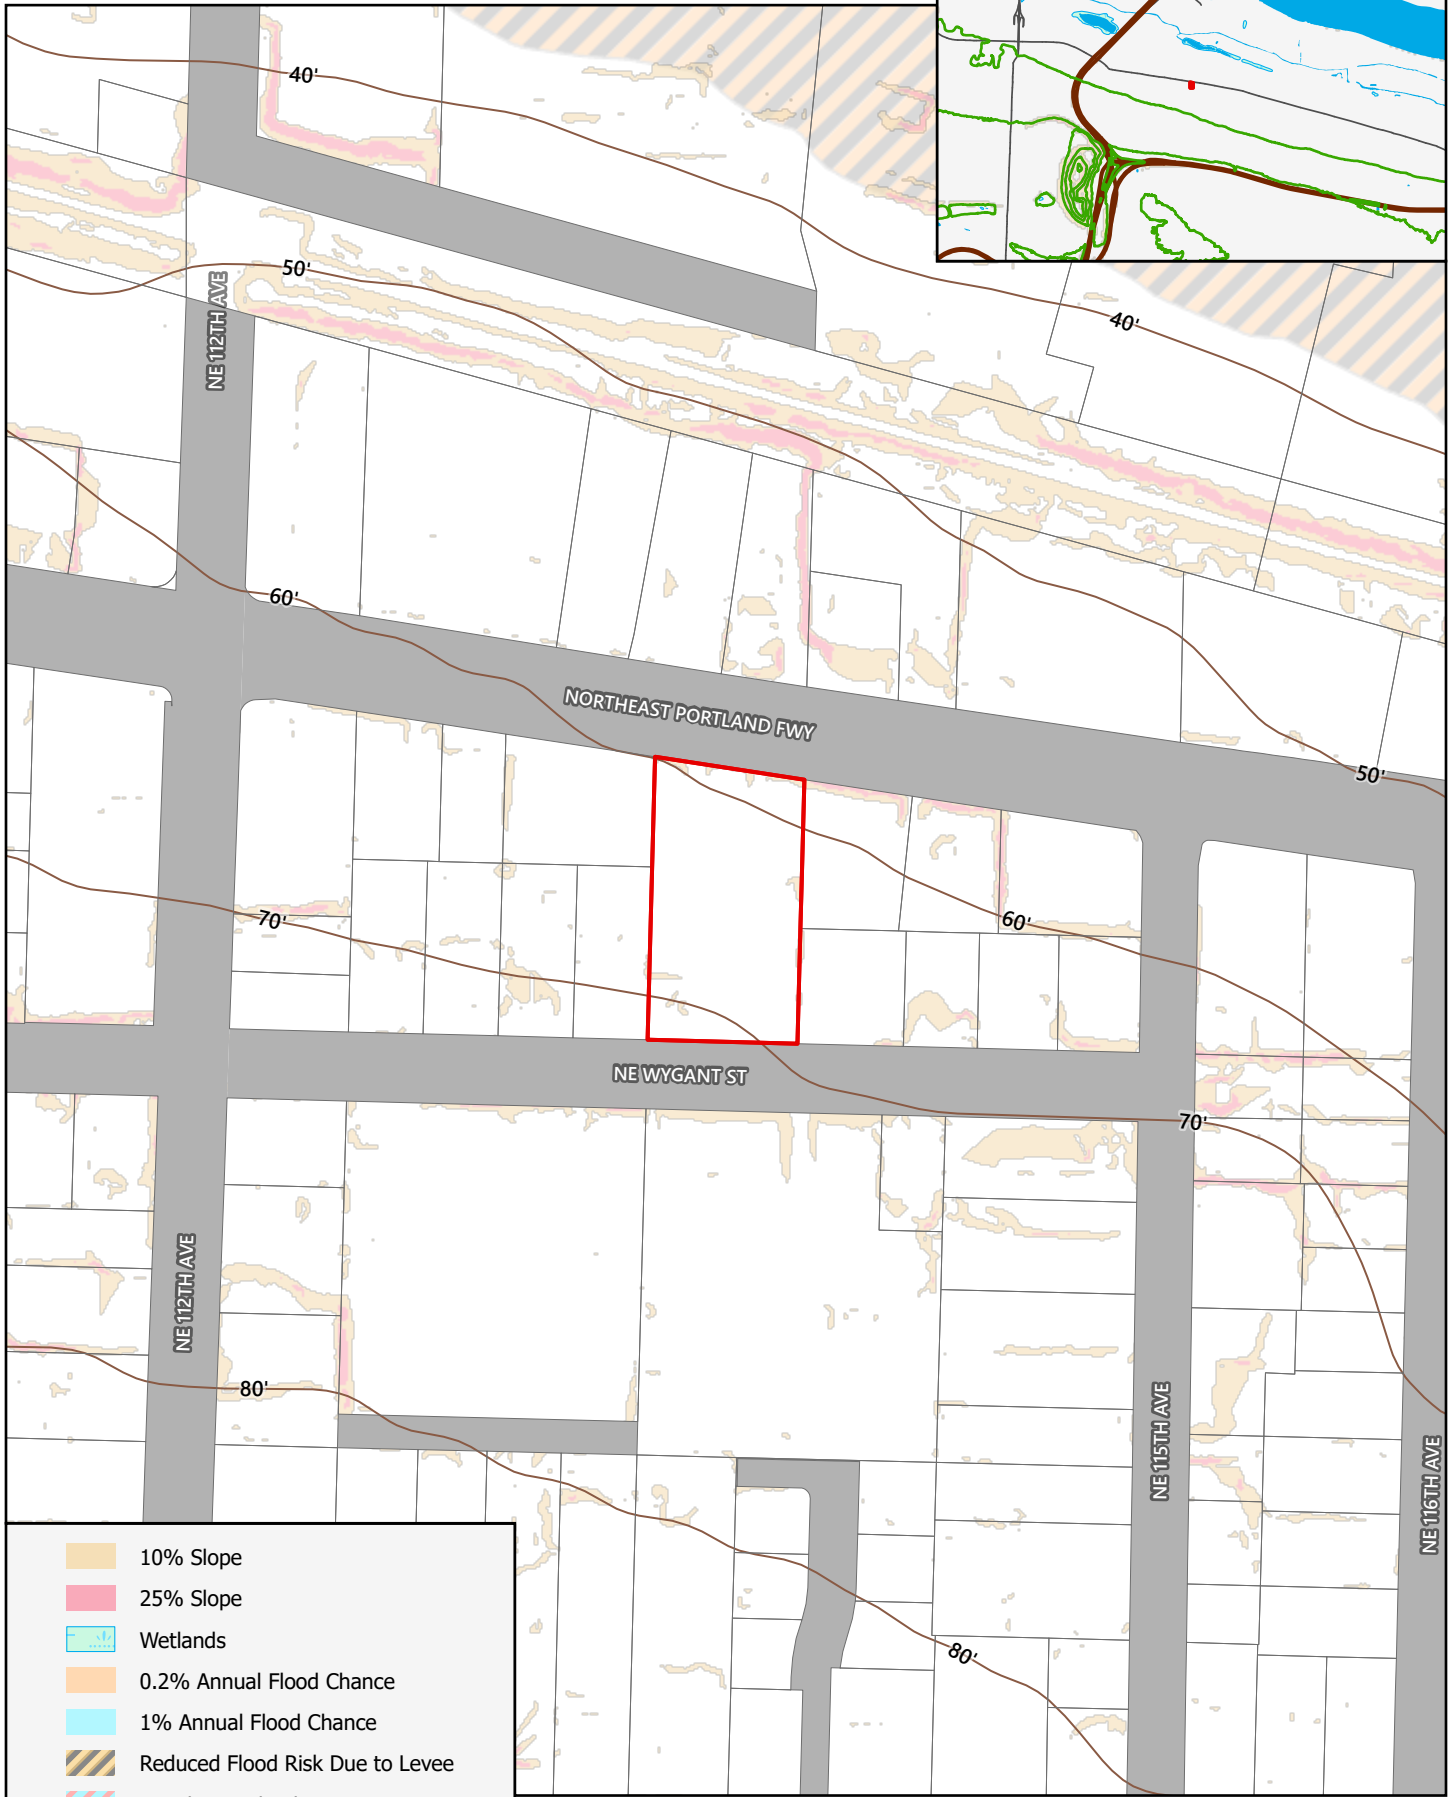 40'
50'
NE 112TH AVE
40'
60'
NORTHEAST PORTLAND FWY
50'
70'
60'
NE WYGANT ST
70'
NE 112TH AVE
80'
NE 115TH AVE
NE 116TH AVE
80'
10% Slope
25% Slope
Wetlands
0.2% Annual Flood Chance
1% Annual Flood Chance
Reduced Flood Risk Due to Levee